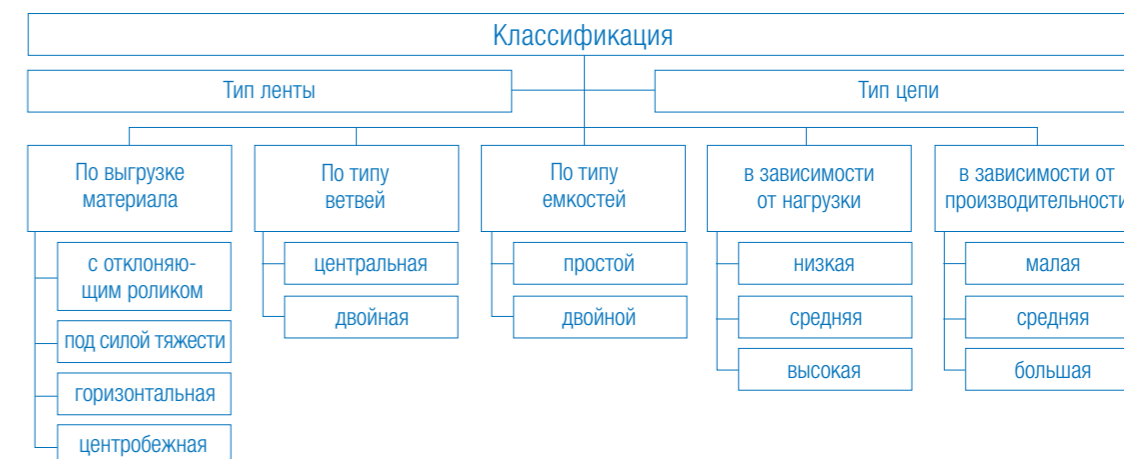 Классификация
Тип ленты
Тип цепи
По выгрузке
материала
с отклоняю-
щим роликом
под силой тяжести
горизонтальная
центробежная
По типу
ветвей
центральная
двойная
По типу
емкостей
простой
двойной
в зависимости
от нагрузки
низкая
средняя
высокая
в зависимости от
производительности
малая
средняя
большая